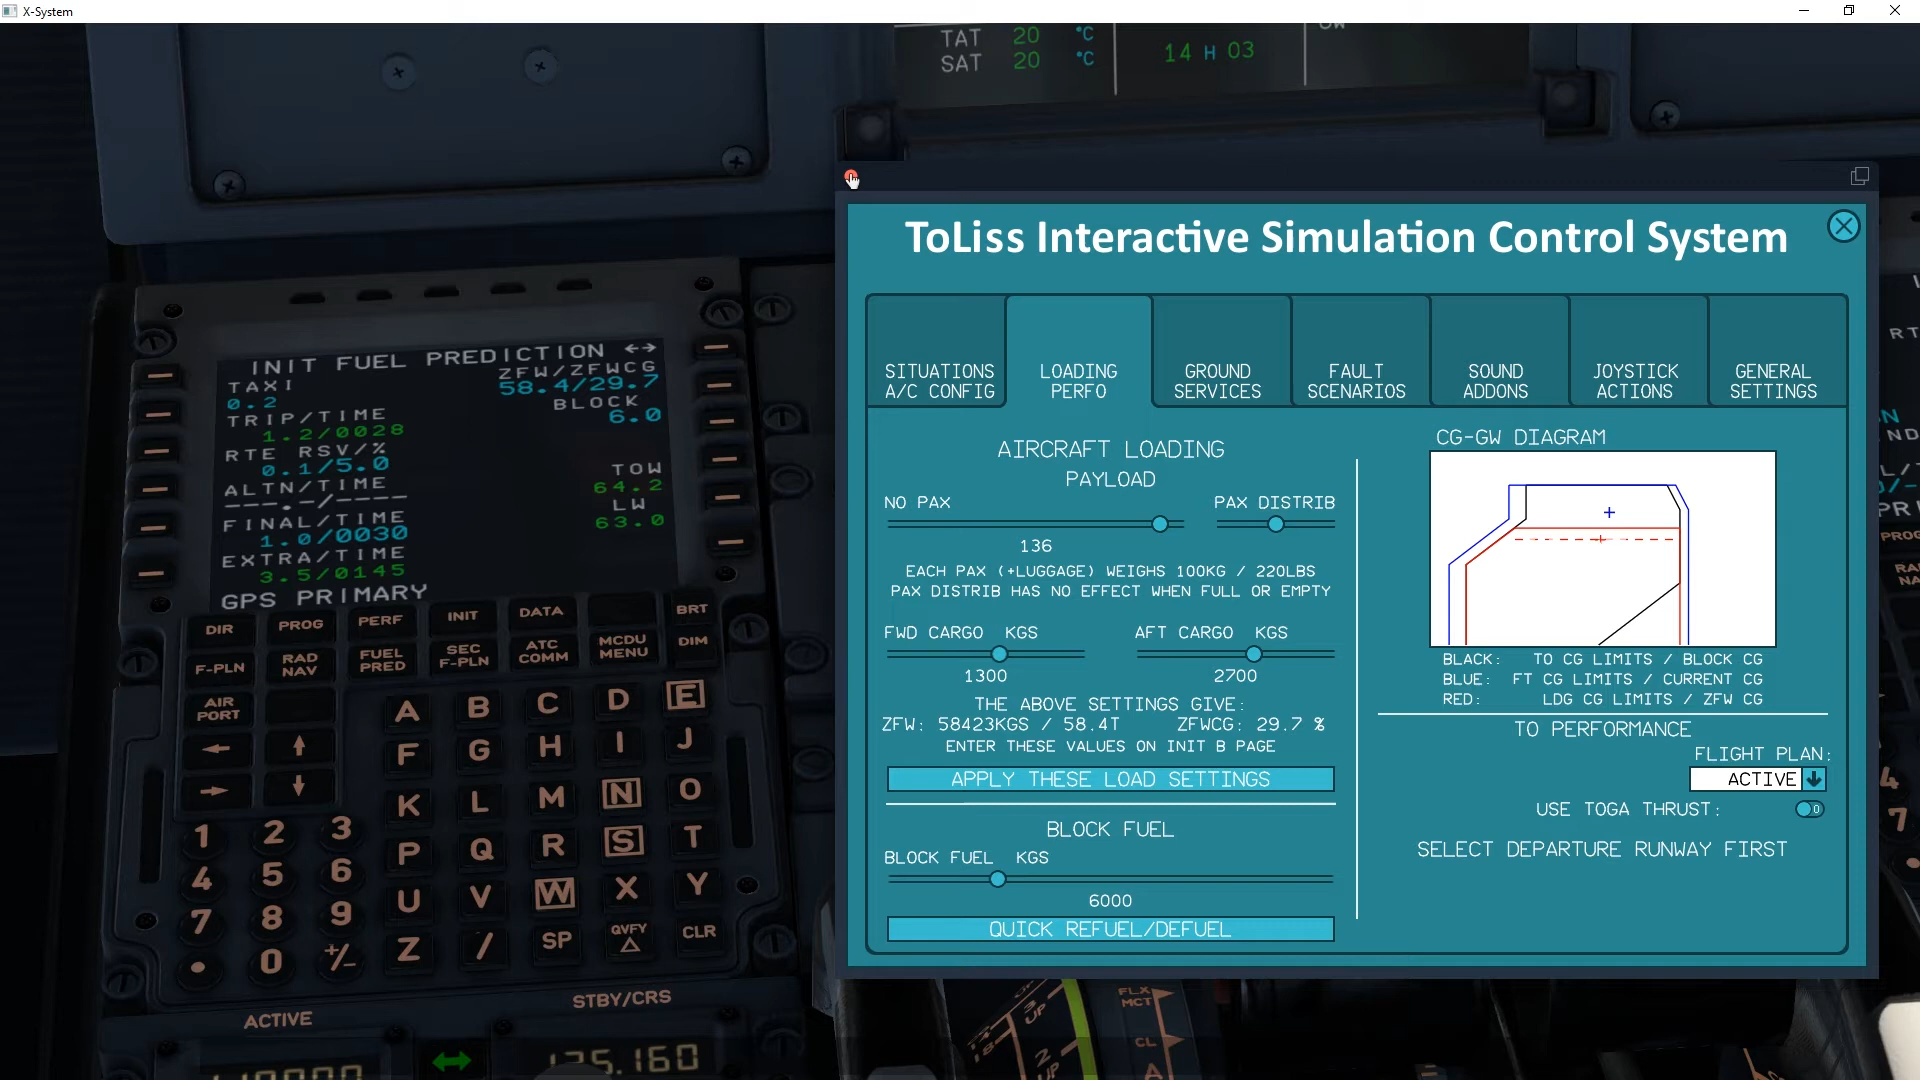 X-System
TAT 20 °C
SAT 20 °C
14 H 03
INIT FUEL PREDICTION ↔
TAXI ZFW/ZFWCG
0.2 58.4/29.7
TRIP/TIME BLOCK
1.2/0028 6.0
RTE RSV/%
0.1/5.0
ALTN/TIME TOW
---.-/---- 64.2
FINAL/TIME LW
1.0/0030 63.0
EXTRA/TIME
3.5/0145
GPS PRIMARY
DIR PROG PERF INIT DATA BRT
F-PLN RAD NAV FUEL PRED SEC F-PLN ATC COMM MCDU MENU DIM
AIR PORT
← ↑
→ ↓
A B C D E
F G H I J
K L M N O
P Q R S T
U V W X Y
Z / SP OVFY △ CLR
1 2 3
4 5 6
7 8 9
. 0 +/-
ACTIVE STBY/CRS
ToLiss Interactive Simulation Control System
SITUATIONS A/C CONFIG
LOADING PERFO
GROUND SERVICES
FAULT SCENARIOS
SOUND ADDONS
JOYSTICK ACTIONS
GENERAL SETTINGS
AIRCRAFT LOADING
PAYLOAD
NO PAX PAX DISTRIB
136
EACH PAX (+LUGGAGE) WEIGHS 100KG / 220LBS
PAX DISTRIB HAS NO EFFECT WHEN FULL OR EMPTY
FWD CARGO KGS AFT CARGO KGS
1300 2700
THE ABOVE SETTINGS GIVE:
ZFW: 58423KGS / 58.4T ZFWCG: 29.7 %
ENTER THESE VALUES ON INIT B PAGE
APPLY THESE LOAD SETTINGS
BLOCK FUEL
BLOCK FUEL KGS
6000
QUICK REFUEL/DEFUEL
CG-GW DIAGRAM
BLACK: TO CG LIMITS / BLOCK CG
BLUE: FT CG LIMITS / CURRENT CG
RED: LDG CG LIMITS / ZFW CG
TO PERFORMANCE
FLIGHT PLAN:
ACTIVE
USE TOGA THRUST: 0
SELECT DEPARTURE RUNWAY FIRST
FLX
MCT
CL
A
3
UP
2
UP